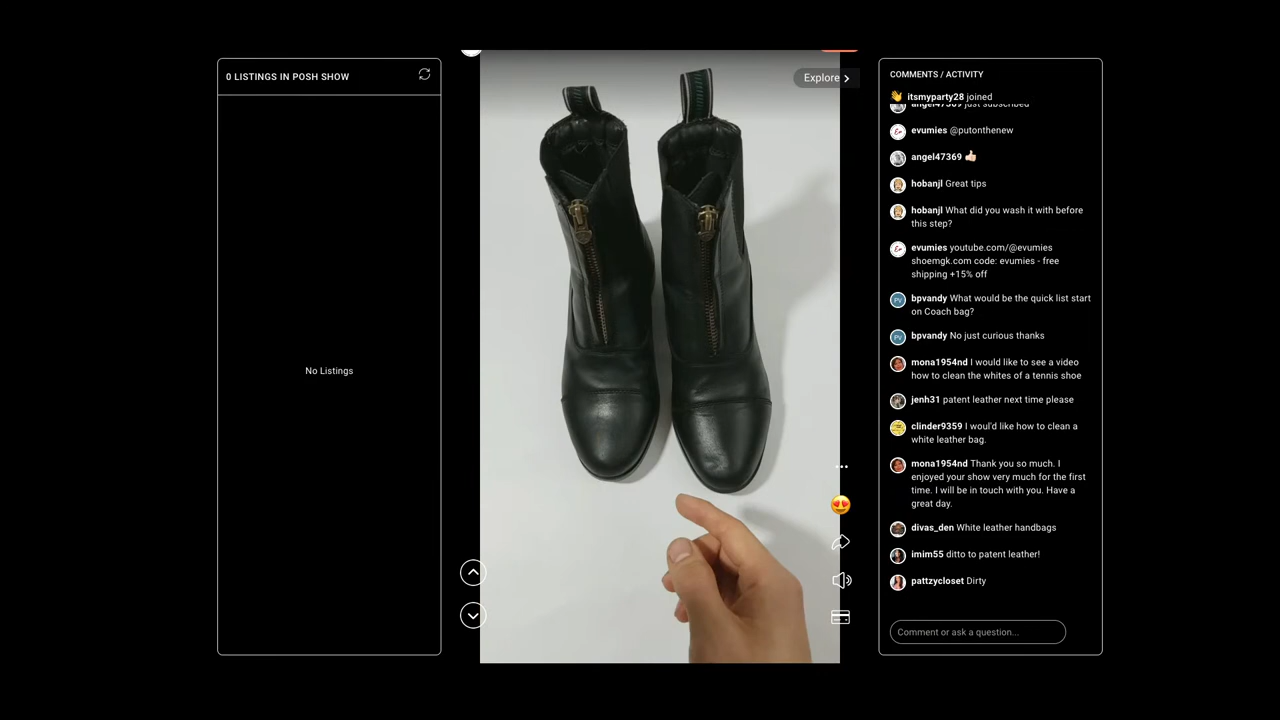 0 LISTINGS IN POSH SHOW
No Listings
Explore
COMMENTS / ACTIVITY
👋 itsmyparty28 joined
angel47369 just subscribed
evumies @putonthenew
angel47369 👍🏻
hobanjl Great tips
hobanjl What did you wash it with before
this step?
evumies youtube.com/@evumies
shoemgk.com code: evumies - free
shipping +15% off
PV
bpvandy What would be the quick list start
on Coach bag?
PV
bpvandy No just curious thanks
mona1954nd I would like to see a video
how to clean the whites of a tennis shoe
jenh31 patent leather next time please
clinder9359 I woul'd like how to clean a
white leather bag.
mona1954nd Thank you so much. I
enjoyed your show very much for the first
time. I will be in touch with you. Have a
great day.
divas_den White leather handbags
imim55 ditto to patent leather!
pattzycloset Dirty
Comment or ask a question...